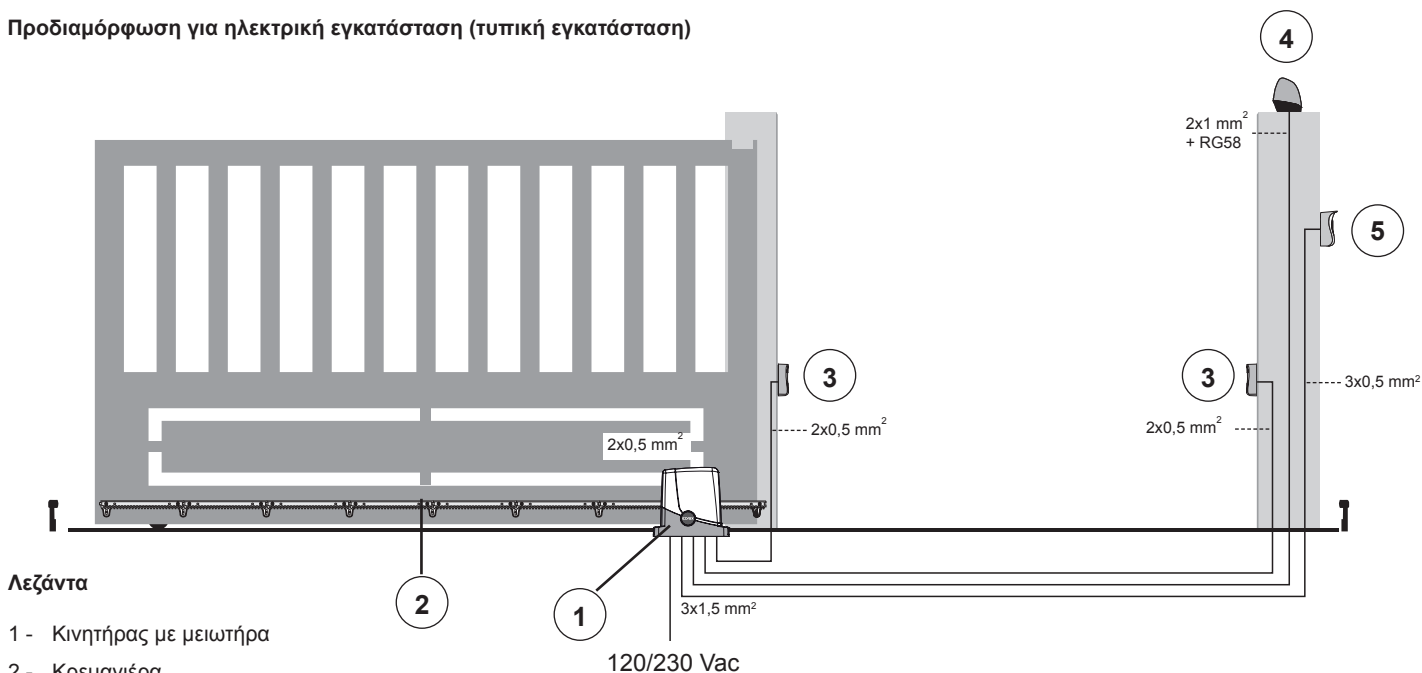 Προδιαμόρφωση για ηλεκτρική εγκατάσταση (τυπική εγκατάσταση)
4
2x1 mm²
+ RG58
5
3
3
3x0,5 mm²
2x0,5 mm²
2x0,5 mm²
2x0,5 mm²
Λεζάντα
2
1
3x1,5 mm²
1 - Κινητήρας με μειωτήρα
120/230 Vac
2 - Κρεμαγιέρα